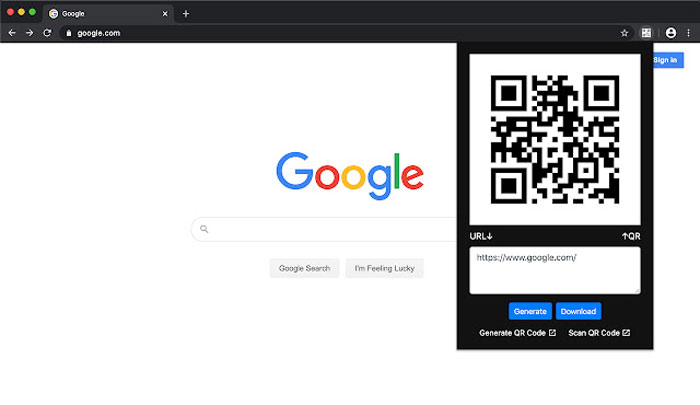 Google
google.com
Sign in
Google
URL↓ ↑QR
https://www.google.com/
Google Search I'm Feeling Lucky
Generate Download
Generate QR Code Scan QR Code